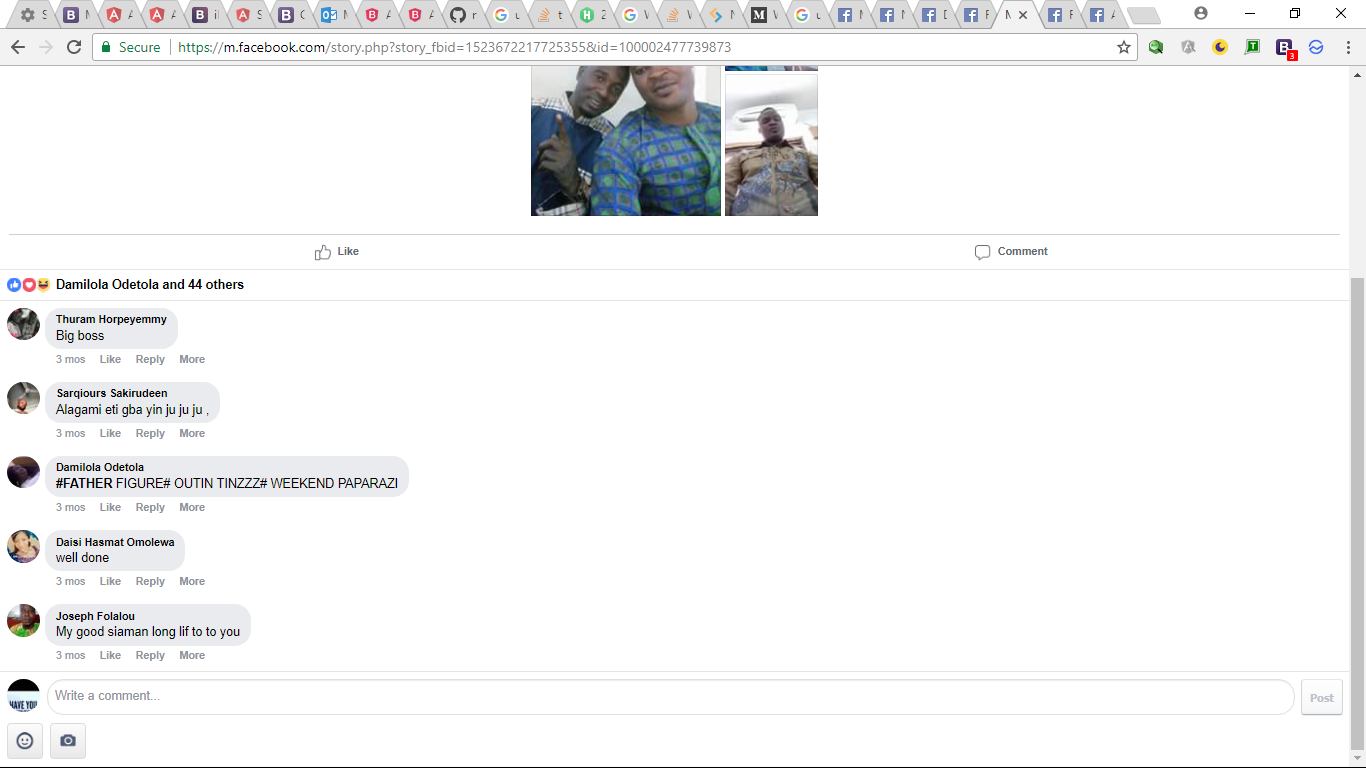 Secure
https://m.facebook.com/story.php?story_fbid=1523672217725355&id=100002477739873
3
Like
Comment
Damilola Odetola and 44 others
Thuram Horpeyemmy
Big boss
3 mos Like Reply More
Sarqiours Sakirudeen
Alagami eti gba yin ju ju ju ,
3 mos Like Reply More
Damilola Odetola
#FATHER FIGURE# OUTIN TINZZZ# WEEKEND PAPARAZI
3 mos Like Reply More
Daisi Hasmat Omolewa
well done
3 mos Like Reply More
Joseph Folalou
My good siaman long lif to to you
3 mos Like Reply More
HAVE YOU
Write a comment...
Post